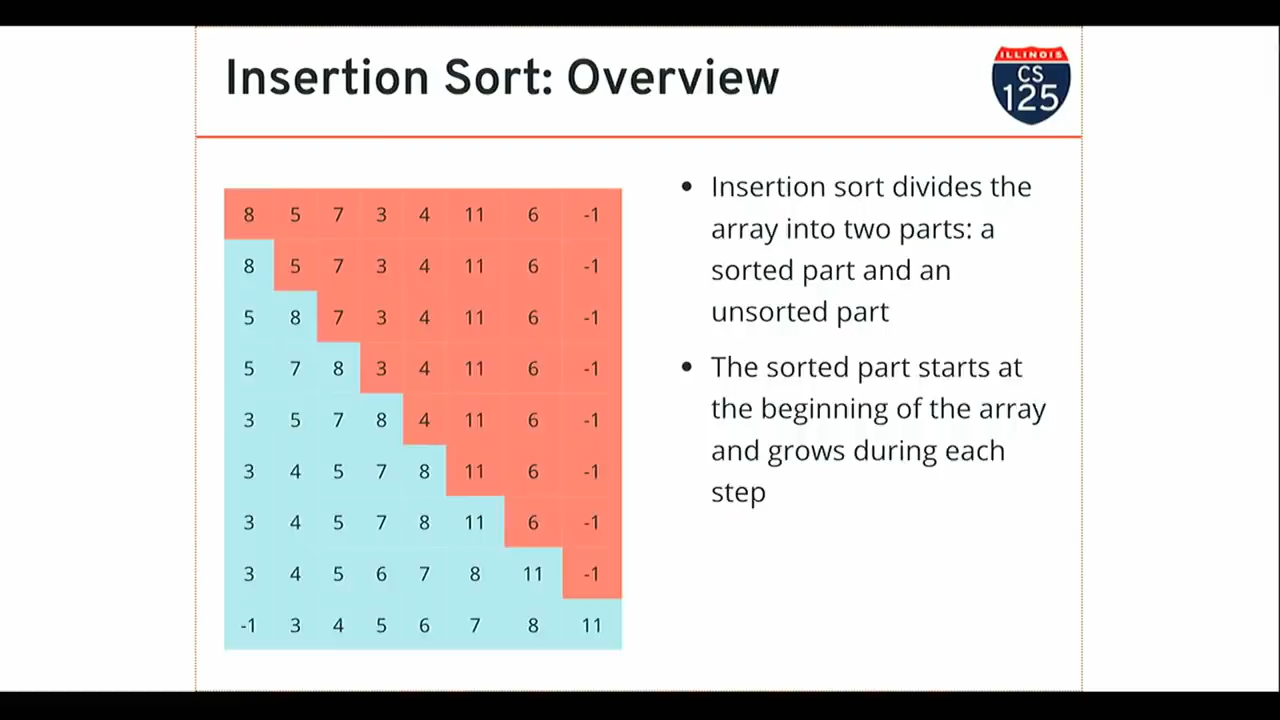 Insertion Sort: Overview
ILLINOIS
CS
125
8 5 7 3 4 11 6 -1
8 5 7 3 4 11 6 -1
5 8 7 3 4 11 6 -1
5 7 8 3 4 11 6 -1
3 5 7 8 4 11 6 -1
3 4 5 7 8 11 6 -1
3 4 5 7 8 11 6 -1
3 4 5 6 7 8 11 -1
-1 3 4 5 6 7 8 11
• Insertion sort divides the
array into two parts: a
sorted part and an
unsorted part
• The sorted part starts at
the beginning of the array
and grows during each
step